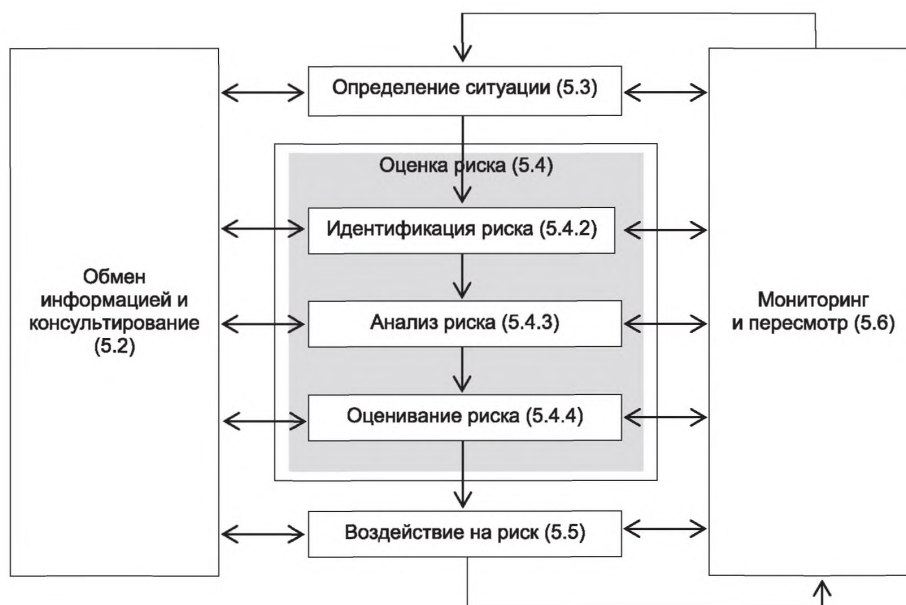 Определение ситуации (5.3)
Оценка риска (5.4)
Идентификация риска (5.4.2)
Обмен
информацией и
консультирование
(5.2)
Анализ риска (5.4.3)
Мониторинг
и пересмотр (5.6)
Оценивание риска (5.4.4)
Воздействие на риск (5.5)